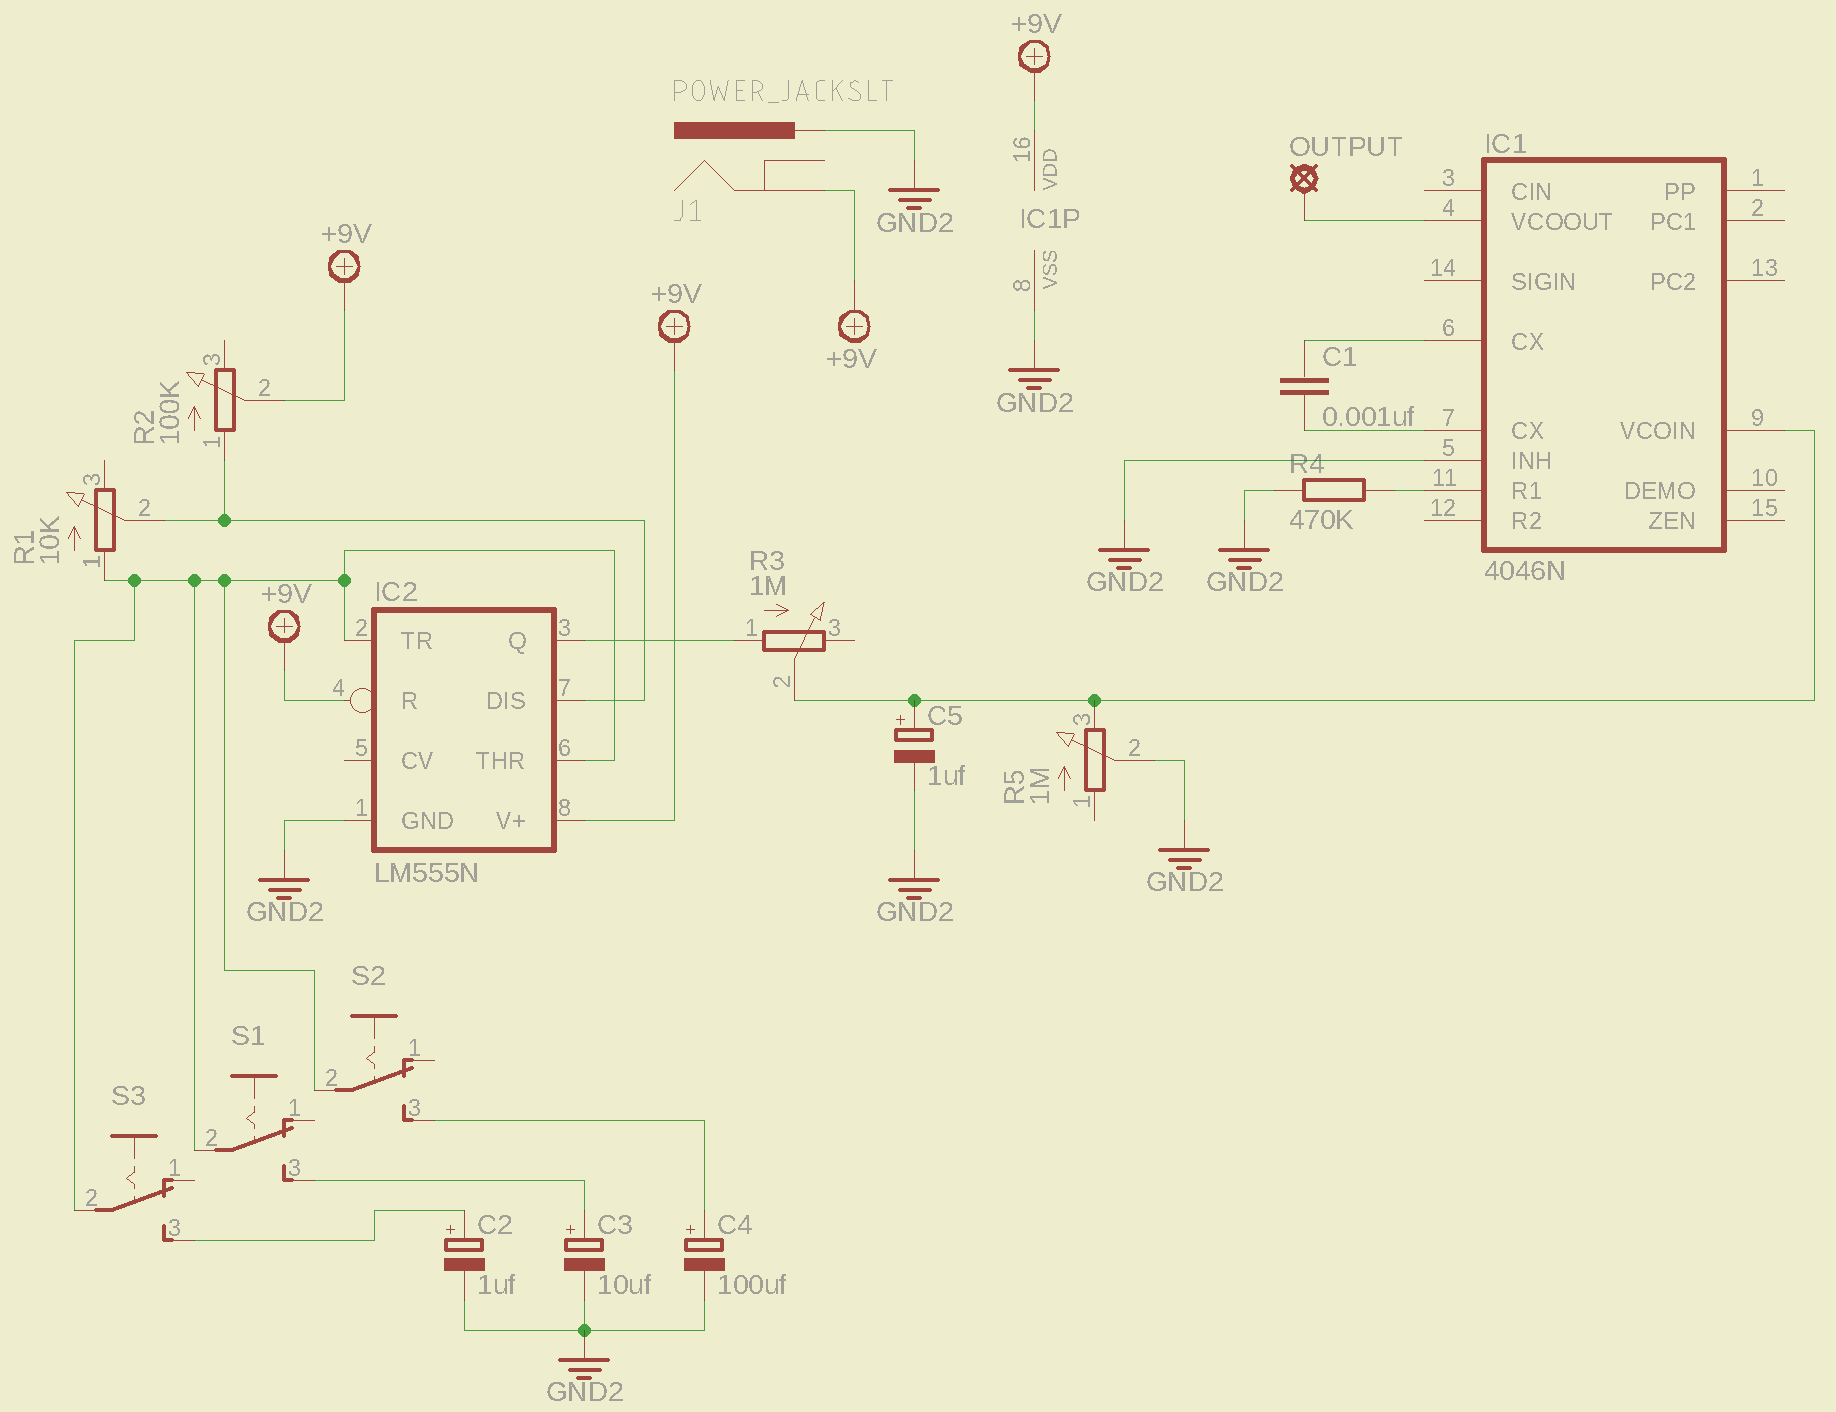 +9V
POWER_JACKSLT
J1
GND2
+9V
+9V
16
VDD
IC1P
8
VSS
GND2
OUTPUT
IC1
3 CIN PP 1
4 VCOOUT PC1 2
14 SIGIN PC2 13
6 CX
C1
0.001uf
7 CX VCOIN 9
5 INH
R4
470K
11 R1 DEMO 10
12 R2 ZEN 15
4046N
GND2
GND2
+9V
+9V
R2
100K
3
2
1
R1
10K
3
2
1
+9V
IC2
2 TR Q 3
4 R DIS 7
5 CV THR 6
1 GND V+ 8
LM555N
GND2
R3
1M
1 3
2
C5
+
1uf
GND2
R5
1M
3
2
1
GND2
S2
1
2
3
S1
1
2
3
S3
1
2
3
+ C2
1uf
+ C3
10uf
+ C4
100uf
GND2